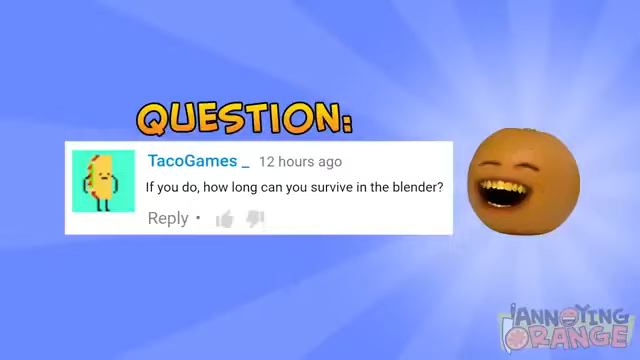 QUESTION:
TacoGames _ 12 hours ago
If you do, how long can you survive in the blender?
Reply •
ANNOYING
ORANGE